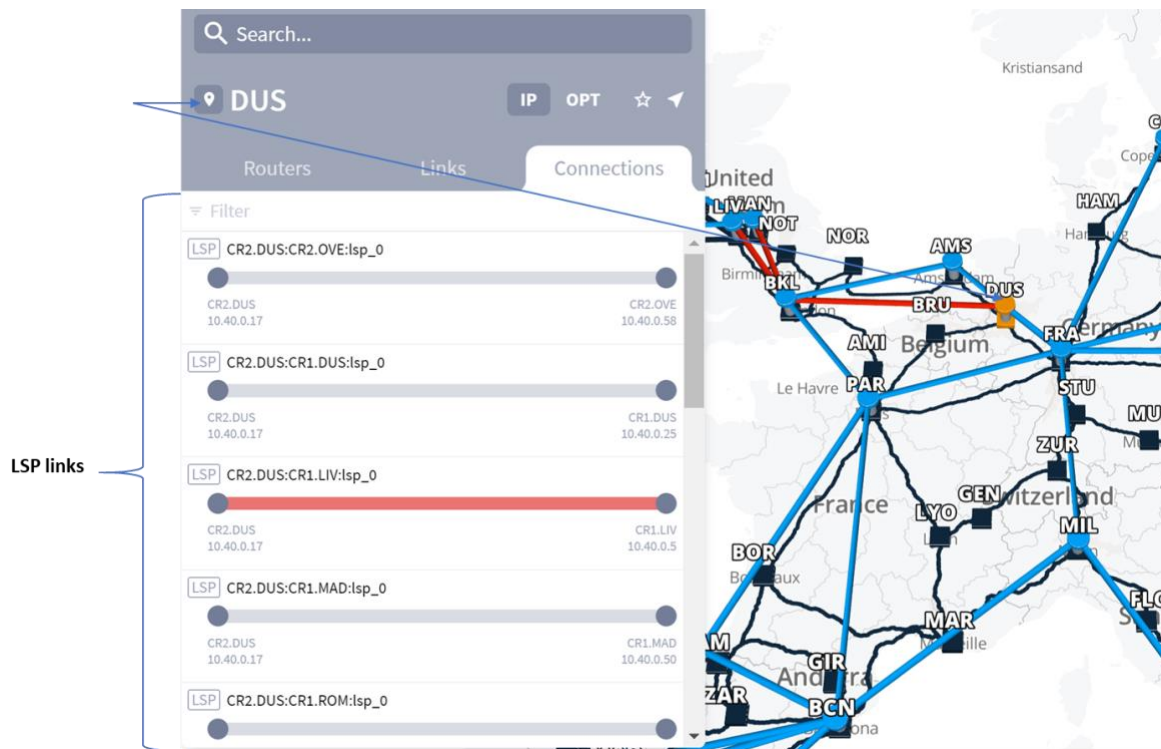 Search...
DUS
IP
OPT
Routers
Links
Connections
Filter
LSP CR2.DUS:CR2.OVE:lsp_0
CR2.DUS
10.40.0.17
CR2.OVE
10.40.0.58
LSP CR2.DUS:CR1.DUS:lsp_0
CR2.DUS
10.40.0.17
CR1.DUS
10.40.0.25
LSP CR2.DUS:CR1.LIV:lsp_0
CR2.DUS
10.40.0.17
CR1.LIV
10.40.0.5
LSP CR2.DUS:CR1.MAD:lsp_0
CR2.DUS
10.40.0.17
CR1.MAD
10.40.0.50
LSP CR2.DUS:CR1.ROM:lsp_0
LSP links
Kristiansand
United
LIV
NOT
NOR
AMS
HAM
BKL
BRU
DUS
AMI
Belgium
FRA
Germany
Le Havre
PAR
STU
ZUR
France
LYO
GEN
Switzerland
BOR
MIL
MAR
GIR
ZAR
BCN